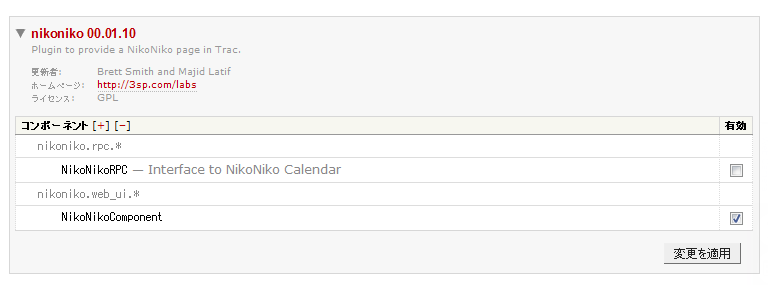 nikoniko 00.01.10
Plugin to provide a NikoNiko page in Trac.
更新者: Brett Smith and Majid Latif
ホームページ: http://3sp.com/labs
ライセンス: GPL
コンポーネント [+] [−] 有効
nikoniko.rpc.*
NikoNikoRPC — Interface to NikoNiko Calendar
nikoniko.web_ui.*
NikoNikoComponent
変更を適用